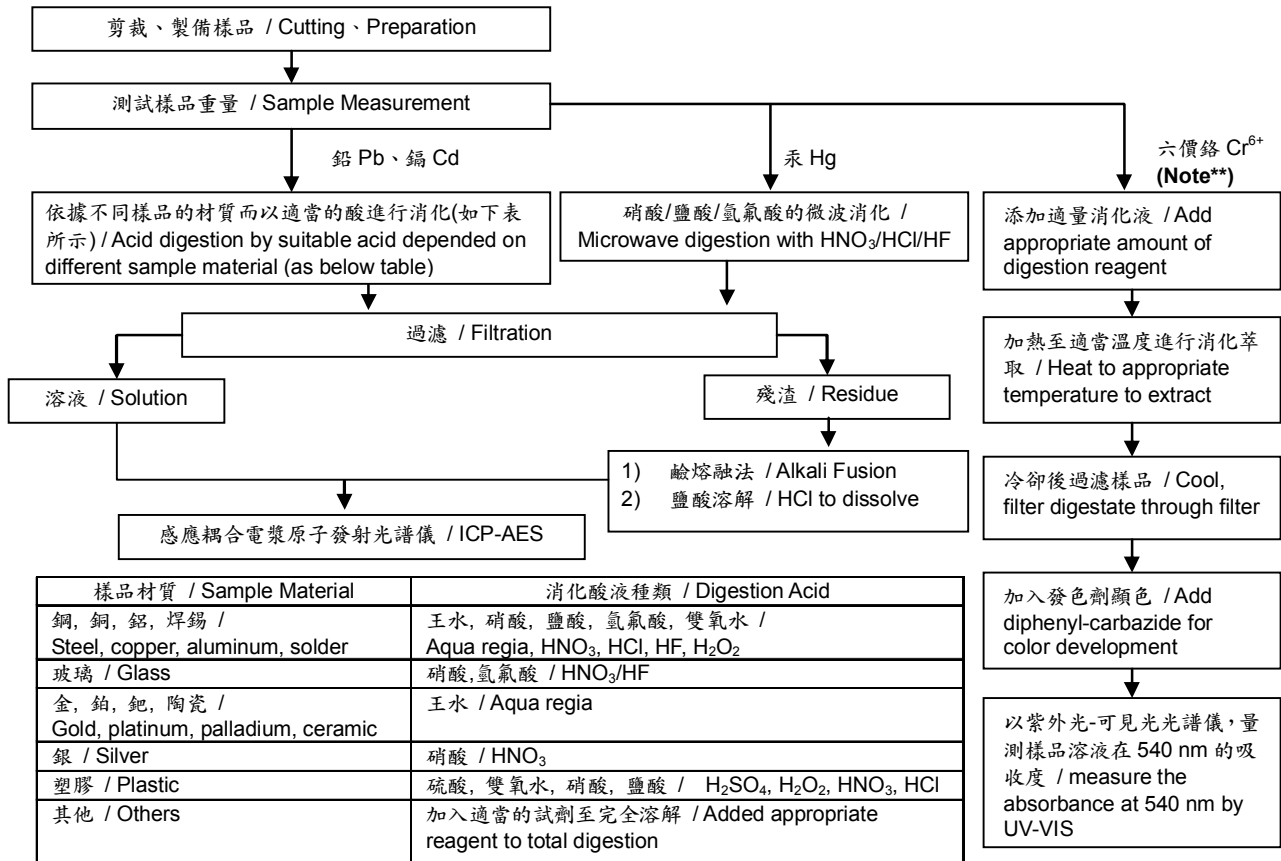 剪裁、製備樣品 / Cutting、Preparation
測試樣品重量 / Sample Measurement
鉛 Pb、鎘 Cd
汞 Hg
六價鉻 Cr⁶⁺
(Note**)
依據不同樣品的材質而以適當的酸進行消化(如下表
所示) / Acid digestion by suitable acid depended on
different sample material (as below table)
硝酸/鹽酸/氫氟酸的微波消化 /
Microwave digestion with HNO₃/HCl/HF
添加適量消化液 / Add
appropriate amount of
digestion reagent
過濾 / Filtration
加熱至適當溫度進行消化萃
取 / Heat to appropriate
temperature to extract
溶液 / Solution
殘渣 / Residue
1) 鹼熔融法 / Alkali Fusion
2) 鹽酸溶解 / HCl to dissolve
冷卻後過濾樣品 / Cool,
filter digestate through filter
感應耦合電漿原子發射光譜儀 / ICP-AES
加入發色劑顯色 / Add
diphenyl-carbazide for
color development
以紫外光-可見光光譜儀，量
測樣品溶液在 540 nm 的吸
收度 / measure the
absorbance at 540 nm by
UV-VIS
樣品材質 / Sample Material
消化酸液種類 / Digestion Acid
鋼, 銅, 鋁, 焊錫 /
Steel, copper, aluminum, solder
王水, 硝酸, 鹽酸, 氫氟酸, 雙氧水 /
Aqua regia, HNO₃, HCl, HF, H₂O₂
玻璃 / Glass
硝酸,氫氟酸 / HNO₃/HF
金, 鉑, 鈀, 陶瓷 /
Gold, platinum, palladium, ceramic
王水 / Aqua regia
銀 / Silver
硝酸 / HNO₃
塑膠 / Plastic
硫酸, 雙氧水, 硝酸, 鹽酸 / H₂SO₄, H₂O₂, HNO₃, HCl
其他 / Others
加入適當的試劑至完全溶解 / Added appropriate
reagent to total digestion